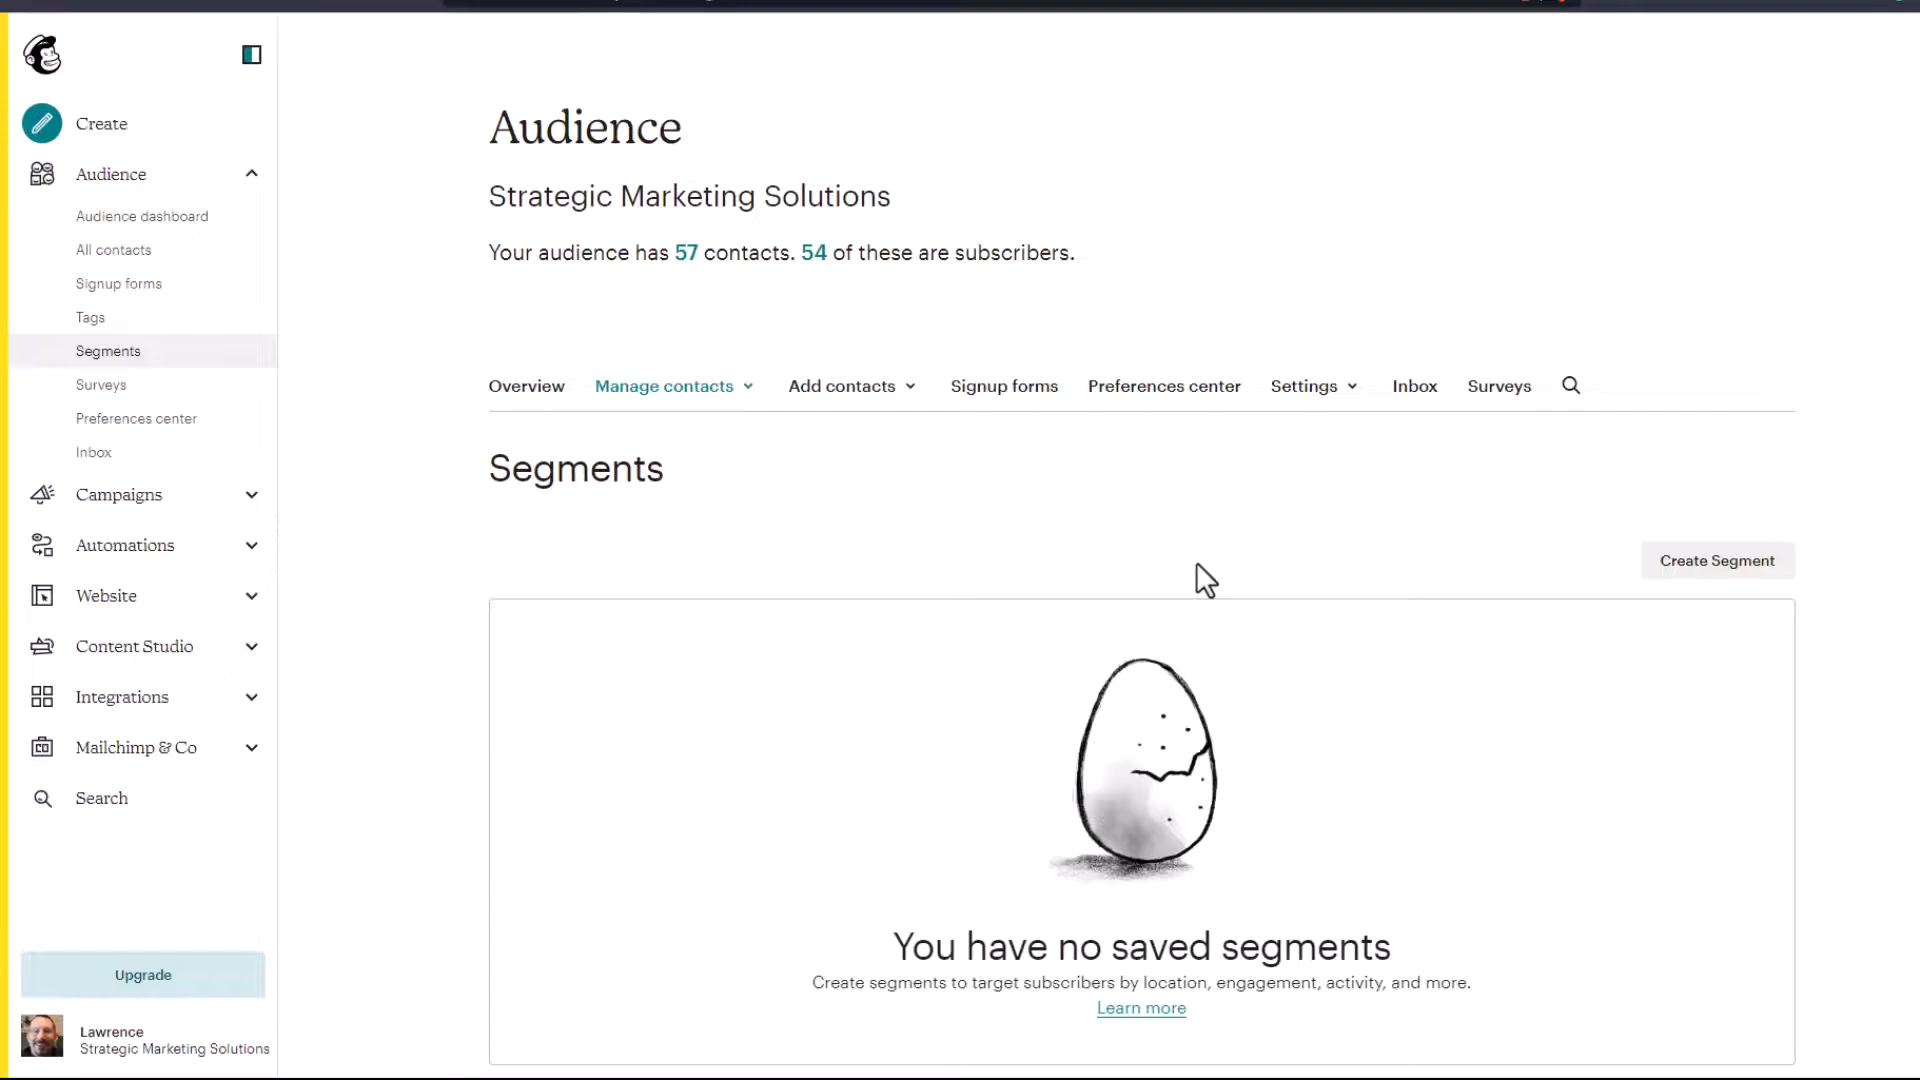 Create
Audience
Audience dashboard
All contacts
Signup forms
Tags
Segments
Surveys
Preferences center
Inbox
Campaigns
Automations
Website
Content Studio
Integrations
Mailchimp & Co
Search
Upgrade
Lawrence
Strategic Marketing Solutions
Audience
Strategic Marketing Solutions
Your audience has 57 contacts. 54 of these are subscribers.
Overview Manage contacts Add contacts Signup forms Preferences center Settings Inbox Surveys
Segments
Create Segment
You have no saved segments
Create segments to target subscribers by location, engagement, activity, and more.
Learn more